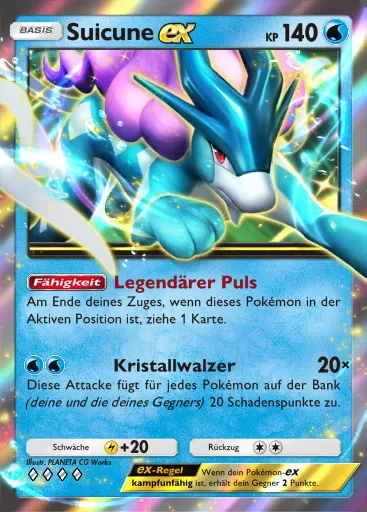 BASIS Suicune ex KP 140
Fähigkeit Legendärer Puls
Am Ende deines Zuges, wenn dieses Pokémon in der
Aktiven Position ist, ziehe 1 Karte.
Kristallwalzer 20×
Diese Attacke fügt für jedes Pokémon auf der Bank
(deine und die deines Gegners) 20 Schadenspunkte zu.
Schwäche +20 Rückzug
Illustr. PLANETA CG Works
ex-Regel Wenn dein Pokémon-ex
kampfunfähig ist, erhält dein Gegner 2 Punkte.